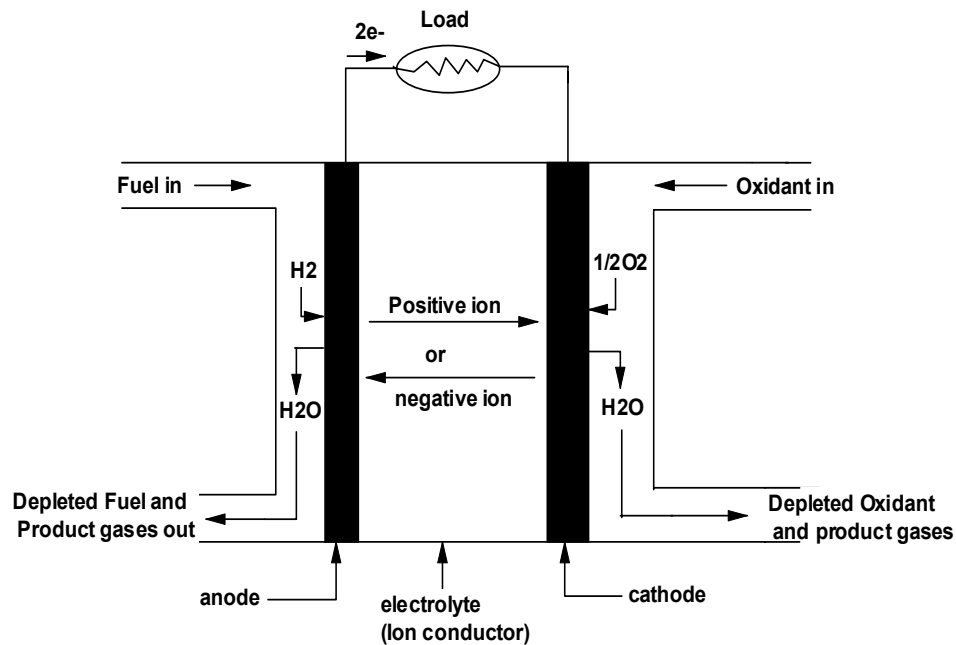 Load
2e-
Fuel in
Oxidant in
H2
1/2O2
Positive ion
or
negative ion
H2O
H2O
Depleted Fuel and
Product gases out
Depleted Oxidant
and product gases
anode
electrolyte
(Ion conductor)
cathode